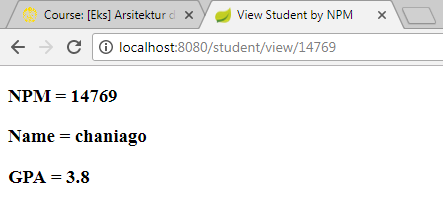 Course: [Eks] Arsitektur d
View Student by NPM
localhost:8080/student/view/14769
NPM = 14769
Name = chaniago
GPA = 3.8